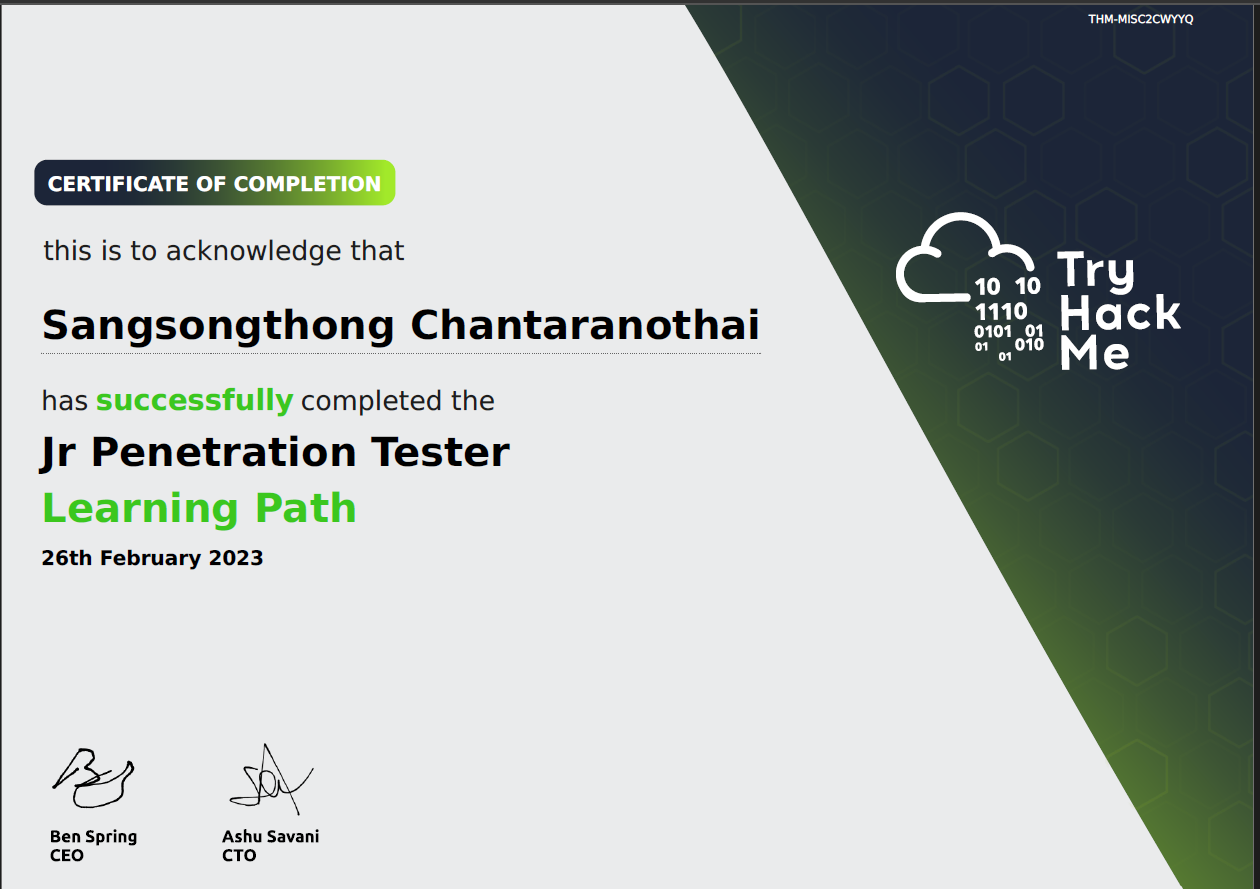 THM-MISC2CWYYQ
CERTIFICATE OF COMPLETION
this is to acknowledge that
Sangsongthong Chantaranothai
has successfully completed the
Jr Penetration Tester
Learning Path
26th February 2023
10 10
1110
0101 01
01 010
01
Try
Hack
Me
Ben Spring
CEO
Ashu Savani
CTO